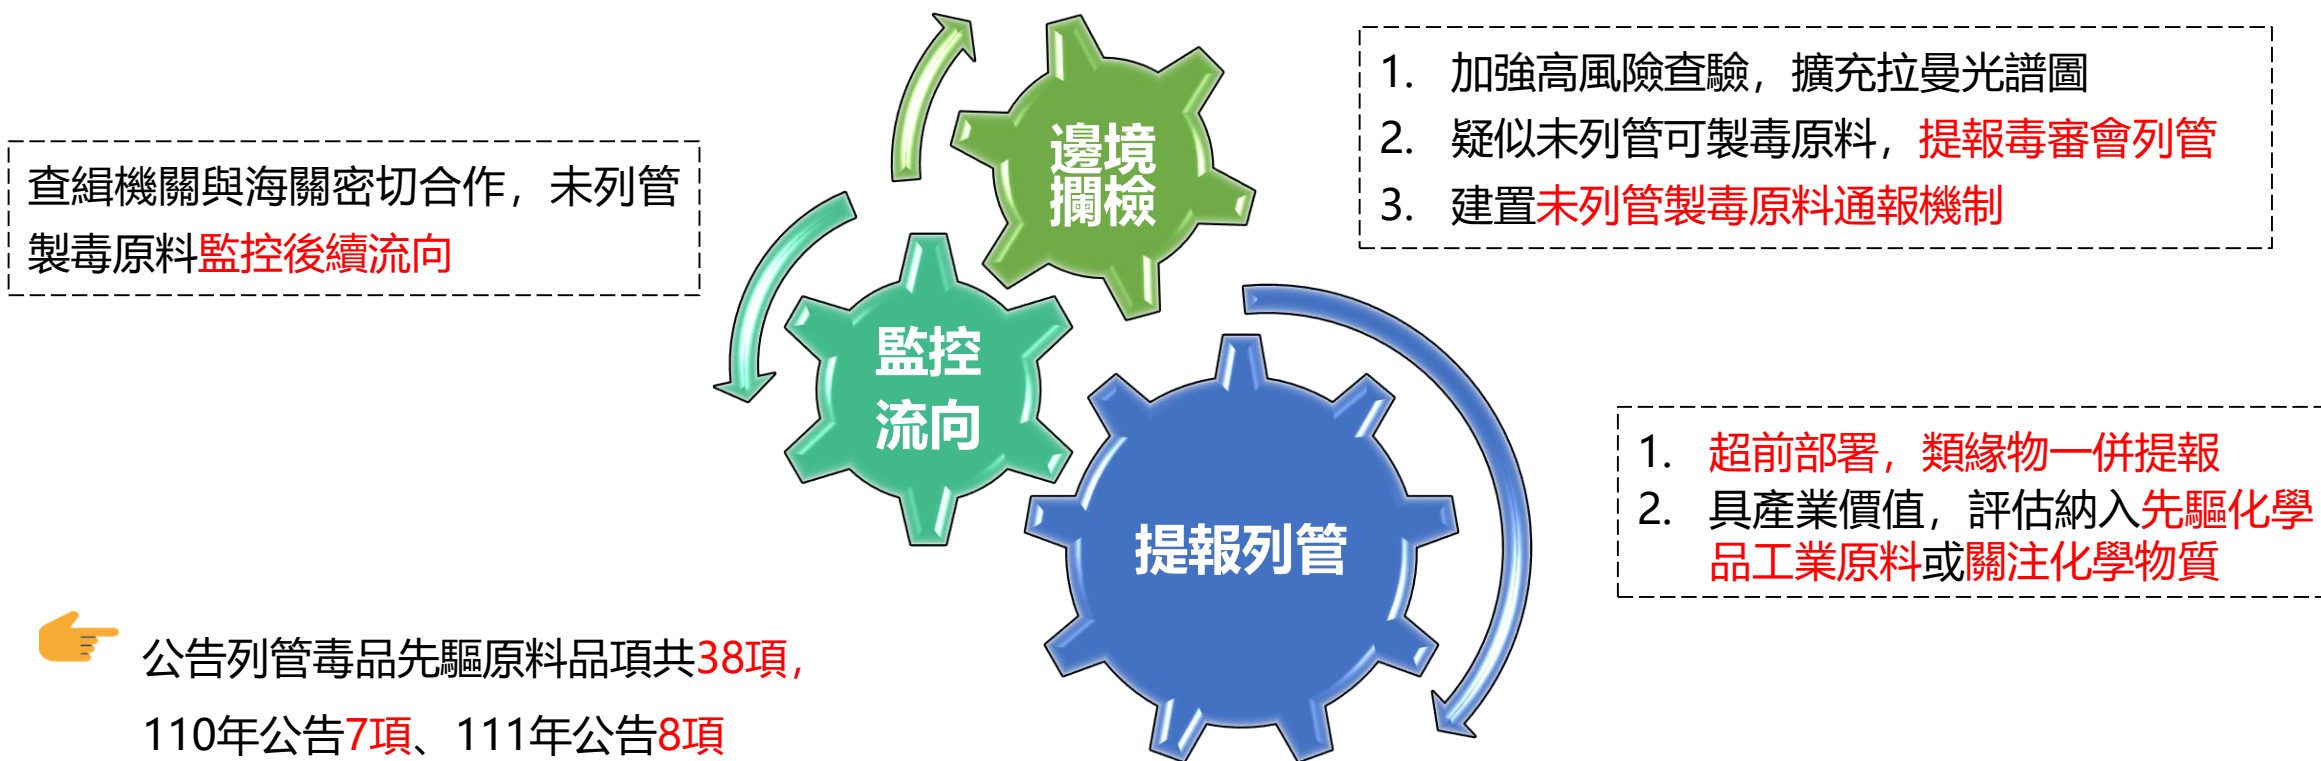 邊境
攔檢
1. 加強高風險查驗，擴充拉曼光譜圖
2. 疑似未列管可製毒原料，提報毒審會列管
3. 建置未列管製毒原料通報機制
查緝機關與海關密切合作，未列管
製毒原料監控後續流向
監控
流向
提報列管
1. 超前部署，類緣物一併提報
2. 具產業價值，評估納入先驅化學
品工業原料或關注化學物質
公告列管毒品先驅原料品項共38項，
110年公告7項、111年公告8項